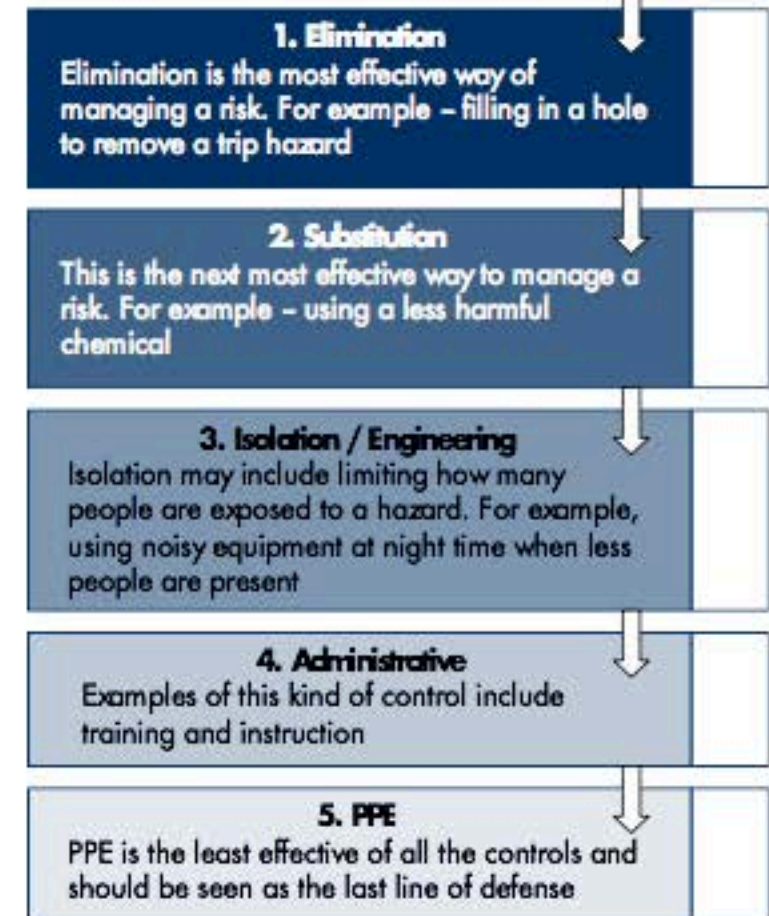 1. Elimination
Elimination is the most effective way of
managing a risk. For example – filling in a hole
to remove a trip hazard
2. Substitution
This is the next most effective way to manage a
risk. For example – using a less harmful
chemical
3. Isolation / Engineering
Isolation may include limiting how many
people are exposed to a hazard. For example,
using noisy equipment at night time when less
people are present
4. Administrative
Examples of this kind of control include
training and instruction
5. PPE
PPE is the least effective of all the controls and
should be seen as the last line of defense